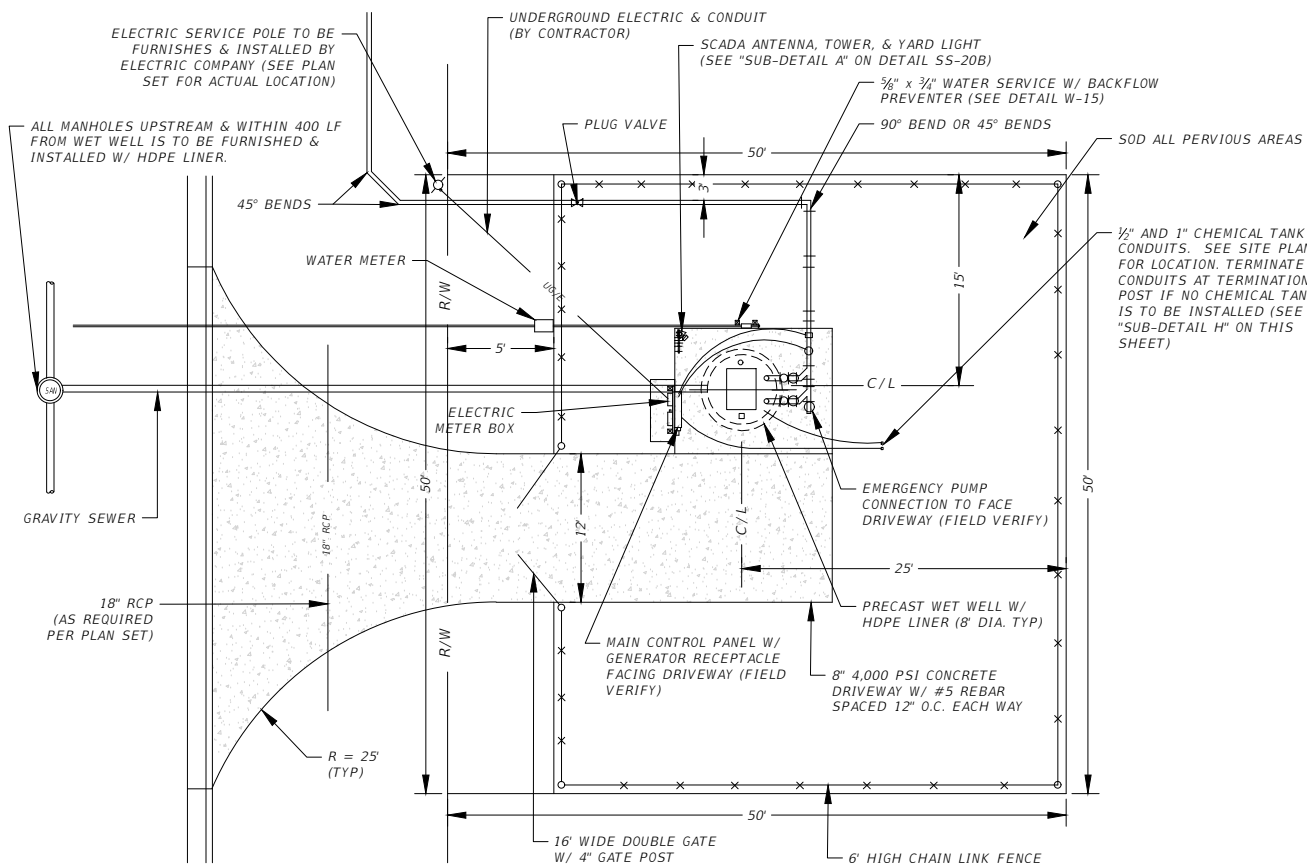 ELECTRIC SERVICE POLE TO BE
FURNISHES & INSTALLED BY
ELECTRIC COMPANY (SEE PLAN
SET FOR ACTUAL LOCATION)
UNDERGROUND ELECTRIC & CONDUIT
(BY CONTRACTOR)
SCADA ANTENNA, TOWER, & YARD LIGHT
(SEE "SUB-DETAIL A" ON DETAIL SS-20B)
⅝" x ¾" WATER SERVICE W/ BACKFLOW
PREVENTER (SEE DETAIL W-15)
ALL MANHOLES UPSTREAM & WITHIN 400 LF
FROM WET WELL IS TO BE FURNISHED &
INSTALLED W/ HDPE LINER.
PLUG VALVE
90° BEND OR 45° BENDS
SOD ALL PERVIOUS AREAS
50'
3'
45° BENDS
½" AND 1" CHEMICAL TANK
CONDUITS. SEE SITE PLAN
FOR LOCATION. TERMINATE
CONDUITS AT TERMINATION
POST IF NO CHEMICAL TANK
IS TO BE INSTALLED (SEE
"SUB-DETAIL H" ON THIS
SHEET)
WATER METER
UG/E
R/W
15'
5'
SAN
C/L
ELECTRIC
METER BOX
50'
50'
GRAVITY SEWER
18" RCP
12'
C/L
EMERGENCY PUMP
CONNECTION TO FACE
DRIVEWAY (FIELD VERIFY)
25'
18" RCP
(AS REQUIRED
PER PLAN SET)
PRECAST WET WELL W/
HDPE LINER (8' DIA. TYP)
R/W
MAIN CONTROL PANEL W/
GENERATOR RECEPTACLE
FACING DRIVEWAY (FIELD
VERIFY)
8" 4,000 PSI CONCRETE
DRIVEWAY W/ #5 REBAR
SPACED 12" O.C. EACH WAY
R = 25'
(TYP)
50'
16' WIDE DOUBLE GATE
W/ 4" GATE POST
6' HIGH CHAIN LINK FENCE